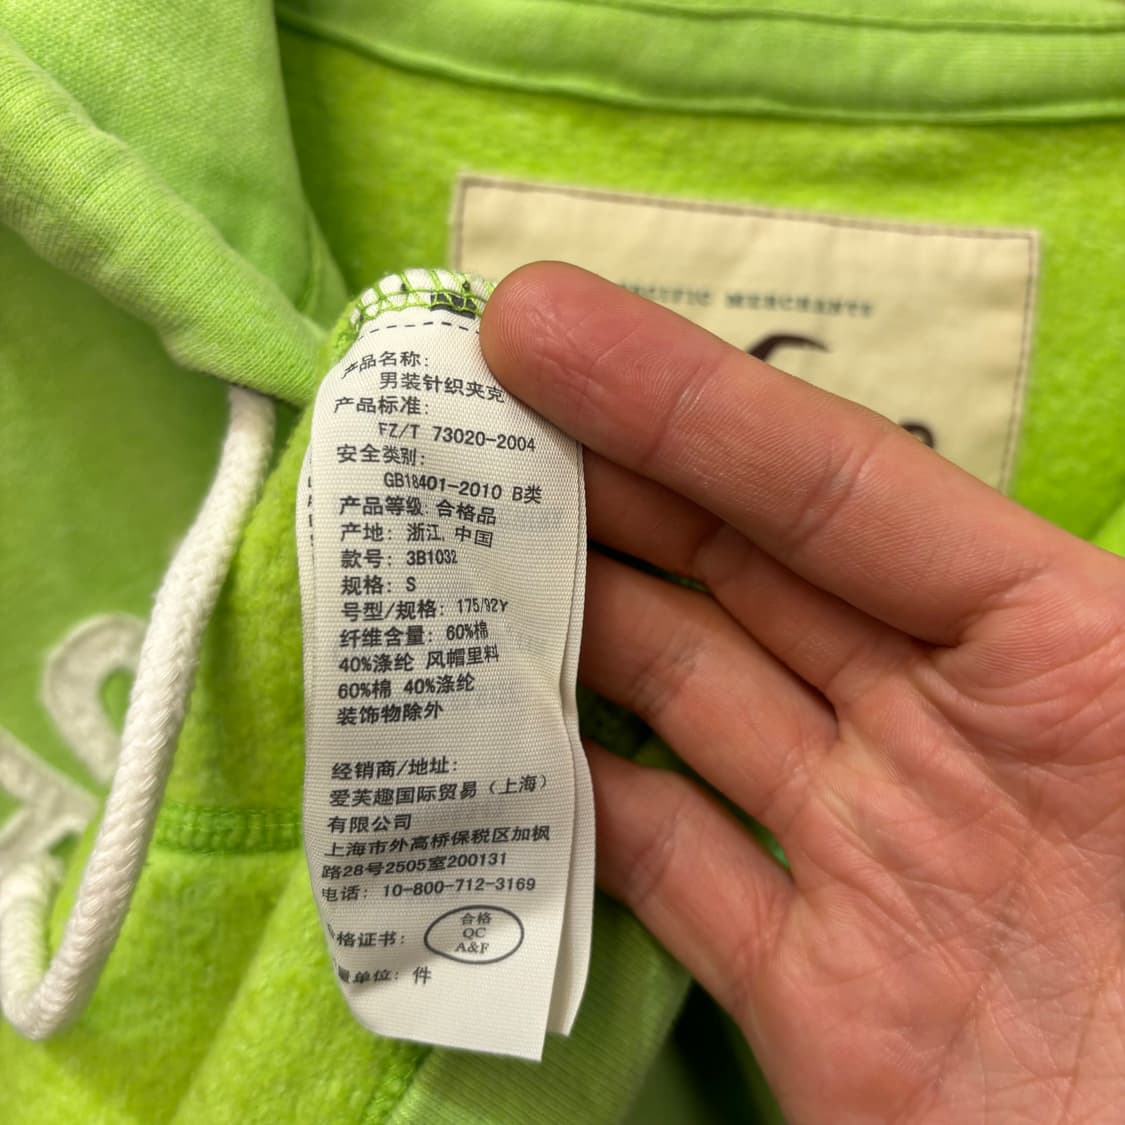 PACIFIC MERCHANTS
产品名称:
男装针织夹克
产品标准:
FZ/T 73020-2004
安全类别:
GB18401-2010 B类
产品等级: 合格品
产地: 浙江, 中国
款号: 3B1032
规格: S
号型/规格: 175/92Y
纤维含量: 60%棉
40%涤纶 风帽里料
60%棉 40%涤纶
装饰物除外
经销商/地址:
爱芙趣国际贸易(上海)
有限公司
上海市外高桥保税区加枫
路28号2505室200131
电话: 10-800-712-3169
格证书:
合格
QC
A&F
量单位: 件